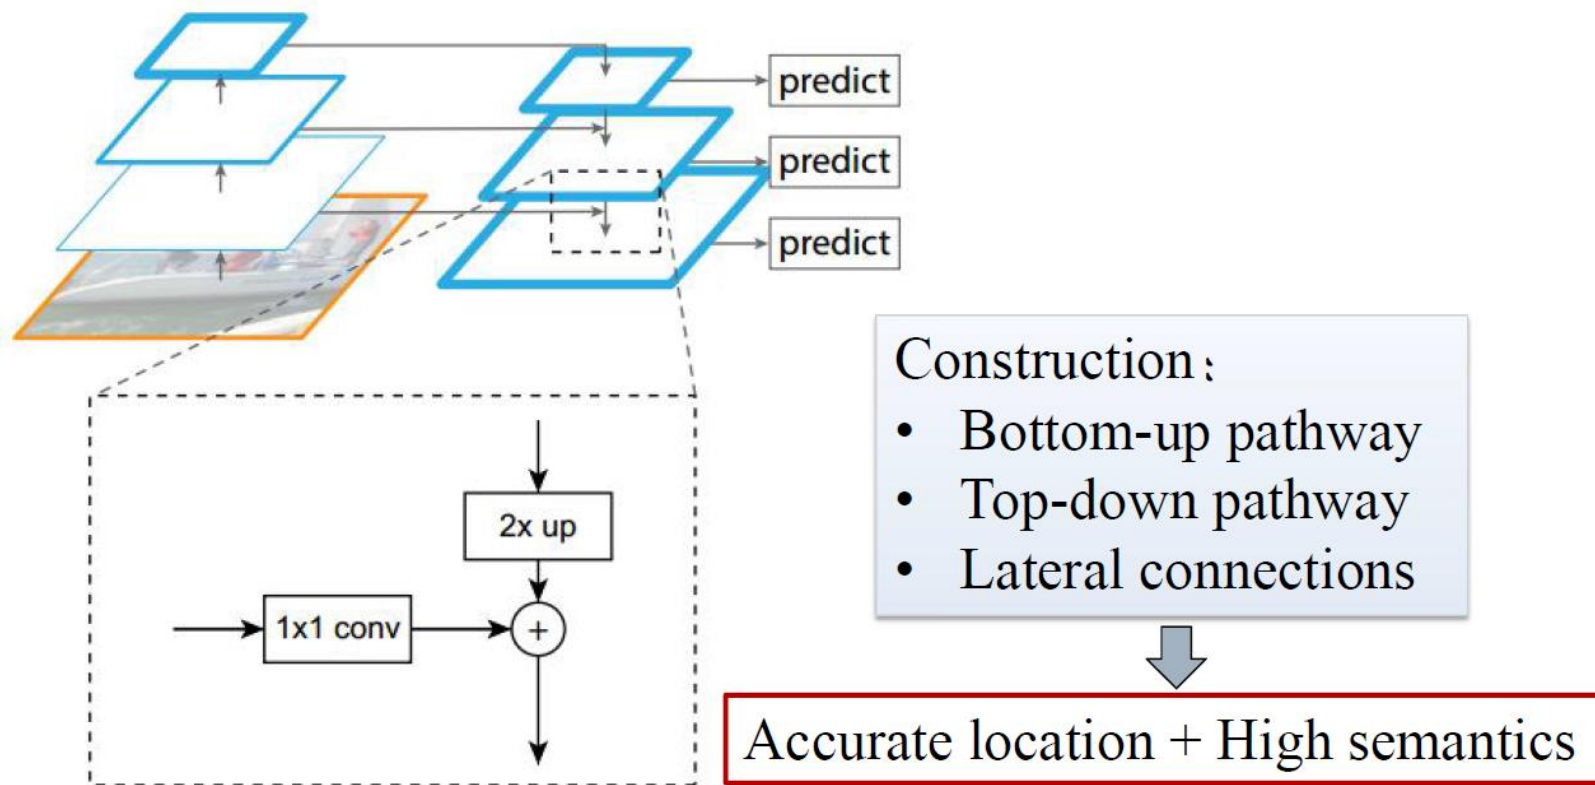 predict
predict
predict
2x up
1x1 conv
+
Construction：
• Bottom-up pathway
• Top-down pathway
• Lateral connections
Accurate location + High semantics